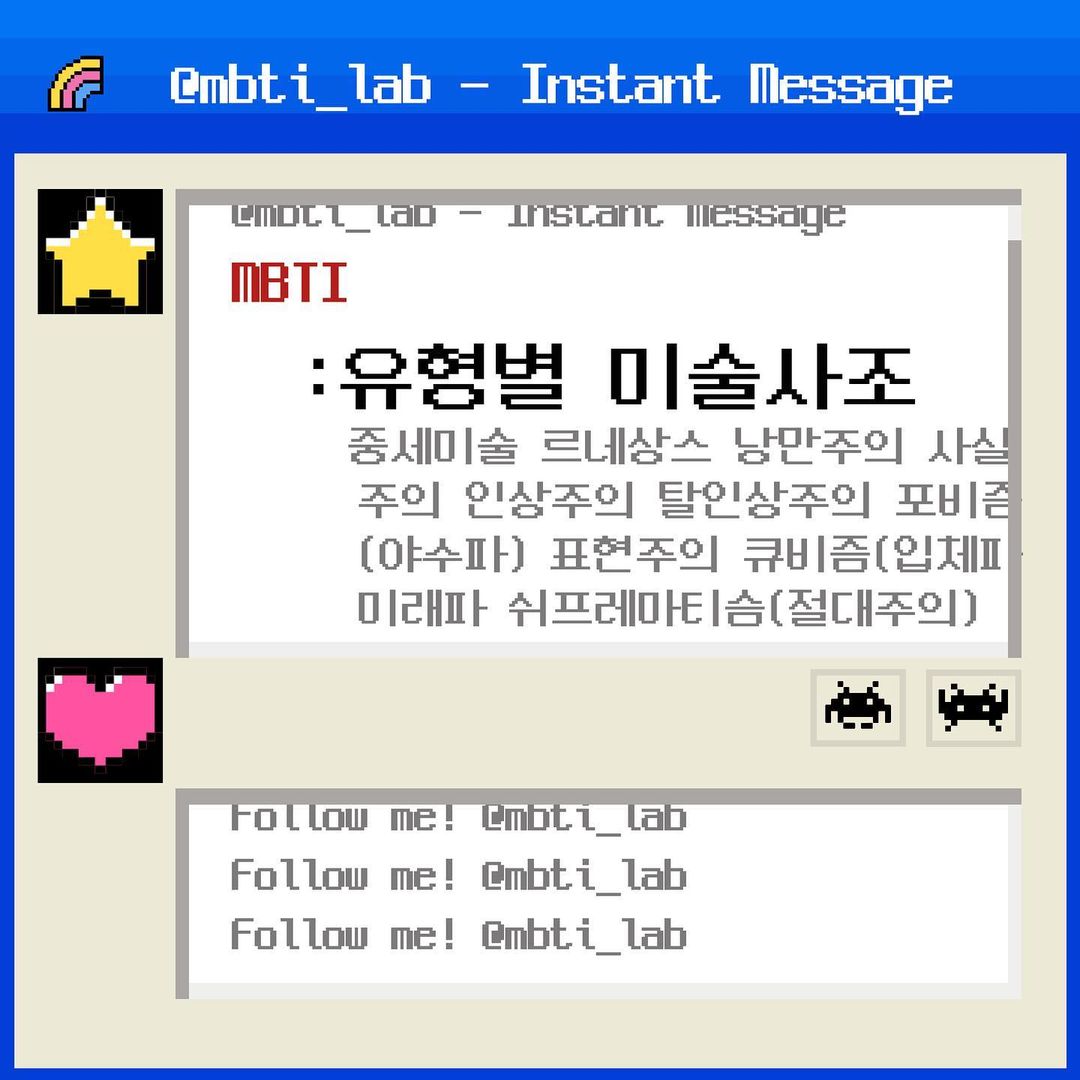 @mbti_lab - Instant Message
@mbti_lab - Instant Message
MBTI
:유형별 미술사조
중세미술 르네상스 낭만주의 사실
주의 인상주의 탈인상주의 포비즘
(야수파) 표현주의 큐비즘(입체파
미래파 쉬프레마티슴(절대주의)
Follow me! @mbti_lab
Follow me! @mbti_lab
Follow me! @mbti_lab